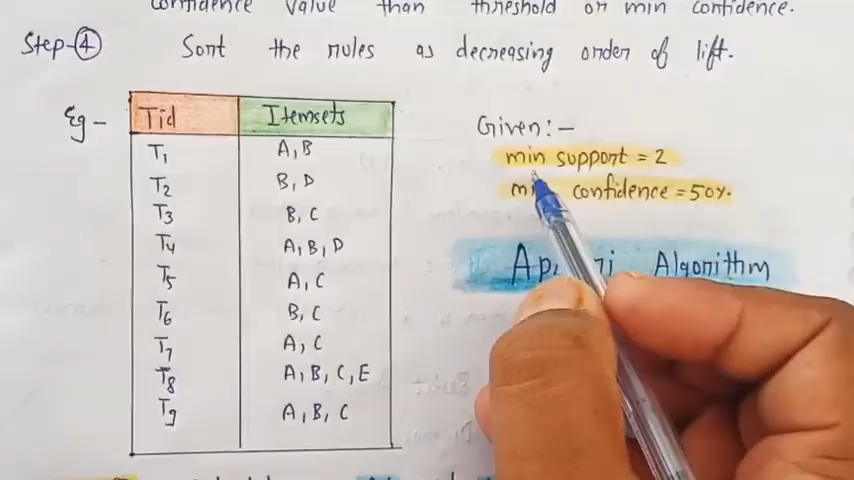 confidence value than threshold or min confidence.
Step-④ Sort the rules as decreasing order of lift.
Eg -
Tid Itemsets
T1 A,B
T2 B,D
T3 B,C
T4 A,B,D
T5 A,C
T6 B,C
T7 A,C
T8 A,B,C,E
T9 A,B,C
Given:-
min support = 2
confidence = 50%.
Algorithm